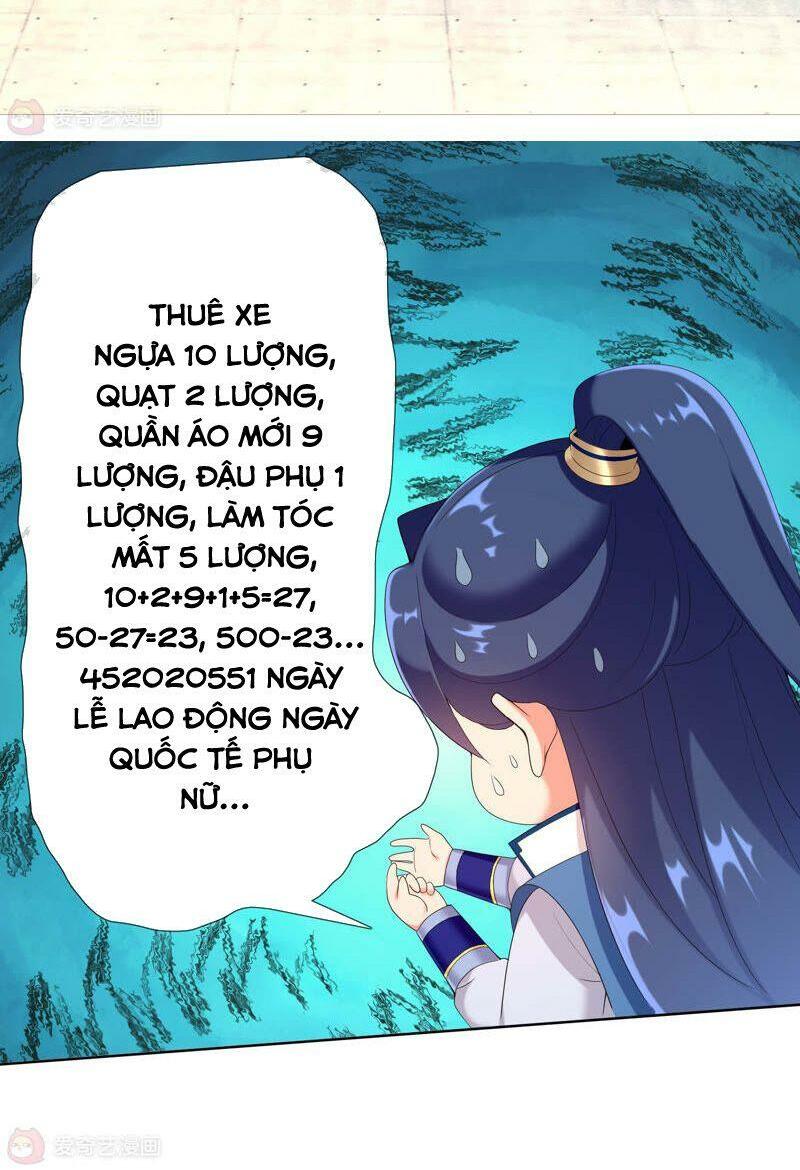 爱奇艺漫画
THUÊ XE
NGỰA 10 LƯỢNG,
QUẠT 2 LƯỢNG,
QUẦN ÁO MỚI 9
LƯỢNG, ĐẬU PHỤ 1
LƯỢNG, LÀM TÓC
MẤT 5 LƯỢNG,
10+2+9+1+5=27,
50-27=23, 500-23...
452020551 NGÀY
LỄ LAO ĐỘNG NGÀY
QUỐC TẾ PHỤ
NỮ...
爱奇艺漫画